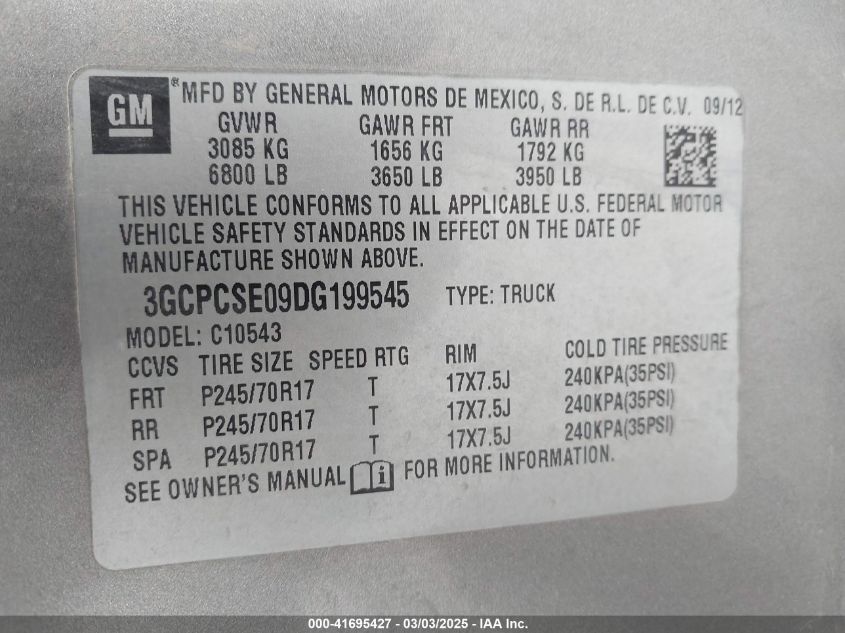 GM ® MFD BY GENERAL MOTORS DE MEXICO, S. DE R.L. DE C.V. 09/12
GVWR GAWR FRT GAWR RR
3085 KG 1656 KG 1792 KG
6800 LB 3650 LB 3950 LB
THIS VEHICLE CONFORMS TO ALL APPLICABLE U.S. FEDERAL MOTOR
VEHICLE SAFETY STANDARDS IN EFFECT ON THE DATE OF
MANUFACTURE SHOWN ABOVE.
3GCPCSE09DG199545 TYPE: TRUCK
MODEL: C10543
CCVS TIRE SIZE SPEED RTG RIM COLD TIRE PRESSURE
FRT P245/70R17 T 17X7.5J 240KPA(35PSI)
RR P245/70R17 T 17X7.5J 240KPA(35PSI)
SPA P245/70R17 T 17X7.5J 240KPA(35PSI)
SEE OWNER'S MANUAL i FOR MORE INFORMATION.
000-41695427 - 03/03/2025 - IAA Inc.